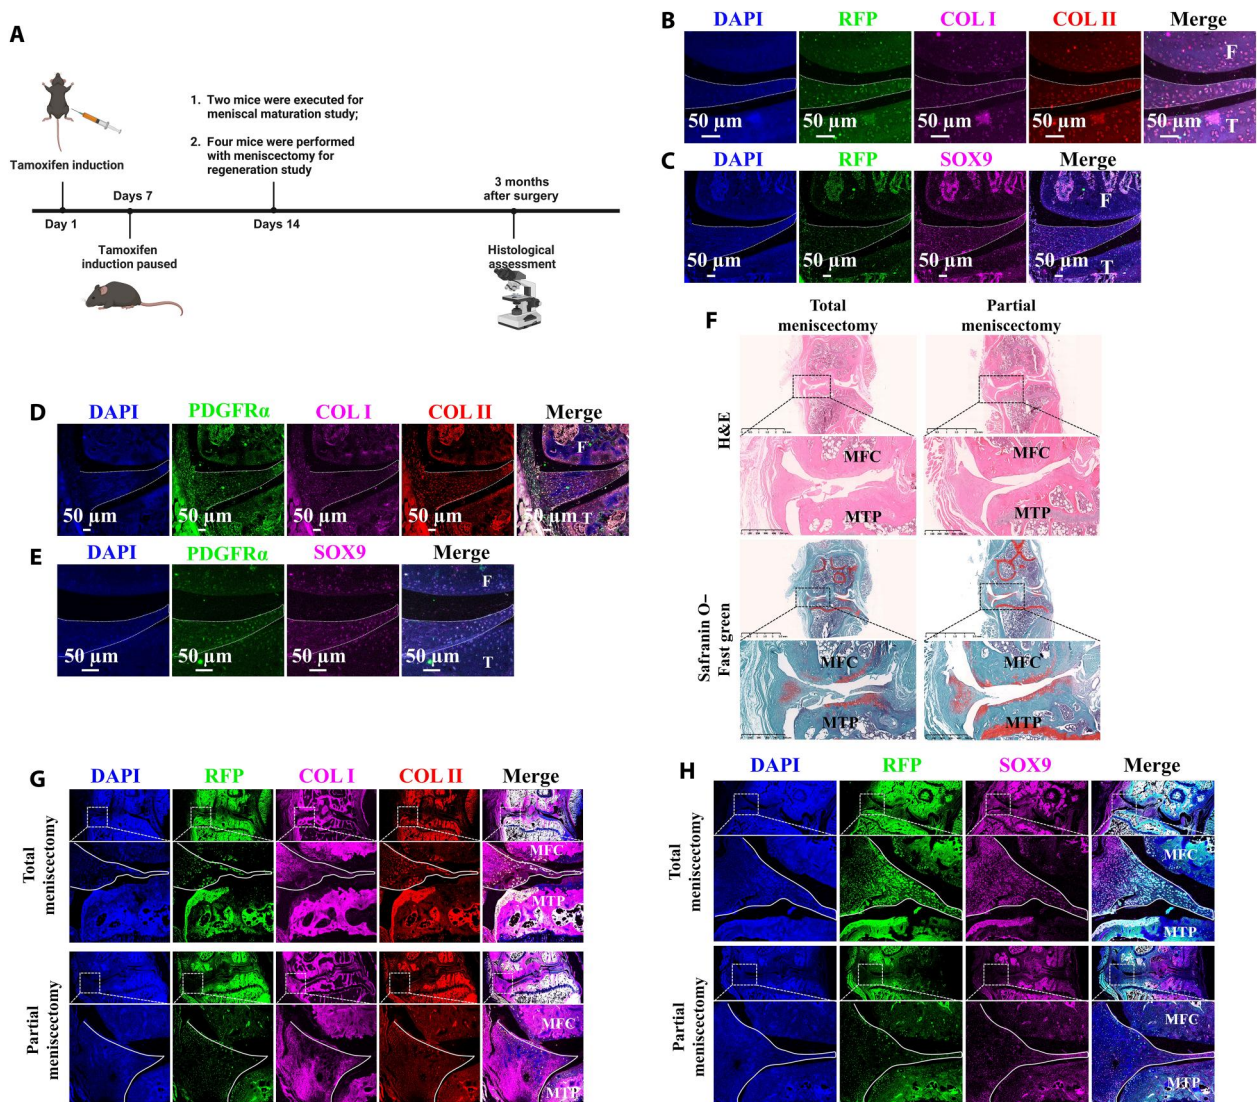 A
Tamoxifen induction
1. Two mice were executed for
meniscal maturation study;
2. Four mice were performed
with meniscectomy for
regeneration study
Days 7
3 months
after surgery
Day 1
Days 14
Tamoxifen
induction paused
Histological
assessment
B
DAPI RFP COL I COL II Merge
F
T
50 μm 50 μm 50 μm 50 μm 50 μm
C
DAPI RFP SOX9 Merge
F
T
50 μm 50 μm 50 μm 50 μm
D
DAPI PDGFRα COL I COL II Merge
F
T
50 μm 50 μm 50 μm 50 μm 50 μm
E
DAPI PDGFRα SOX9 Merge
F
T
50 μm 50 μm 50 μm 50 μm
F
Total
meniscectomy
Partial
meniscectomy
H&E
MFC MFC
MTP MTP
Safranin O–
Fast green
MFC MFC
MTP MTP
G
DAPI RFP COL I COL II Merge
Total
meniscectomy
MFC
MTP
Partial
meniscectomy
MFC
MTP
H
DAPI RFP SOX9 Merge
Total
meniscectomy
MFC
MTP
Partial
meniscectomy
MFC
MTP